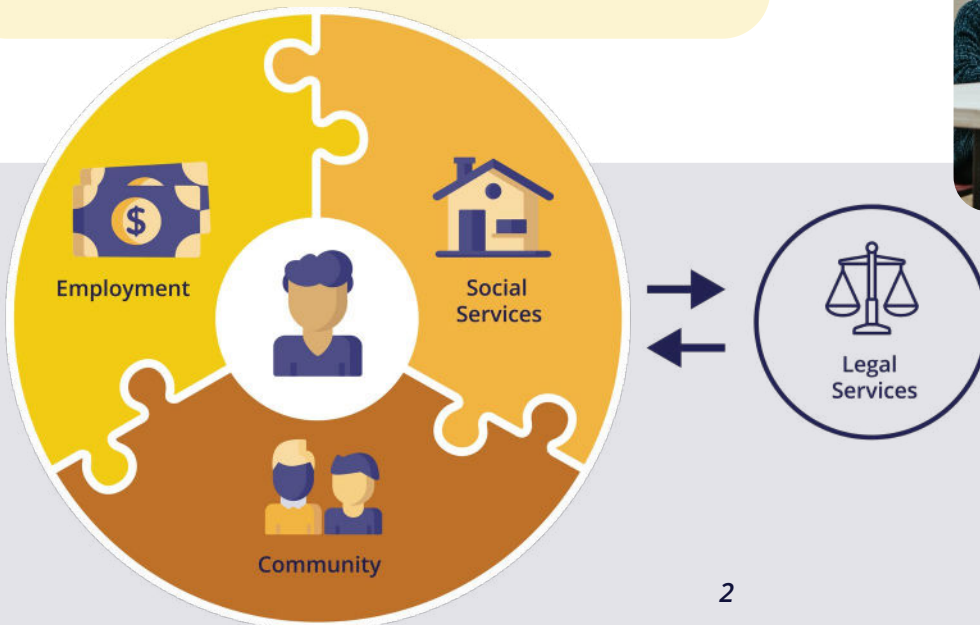 Employment
Social
Services
Community
Legal
Services
2